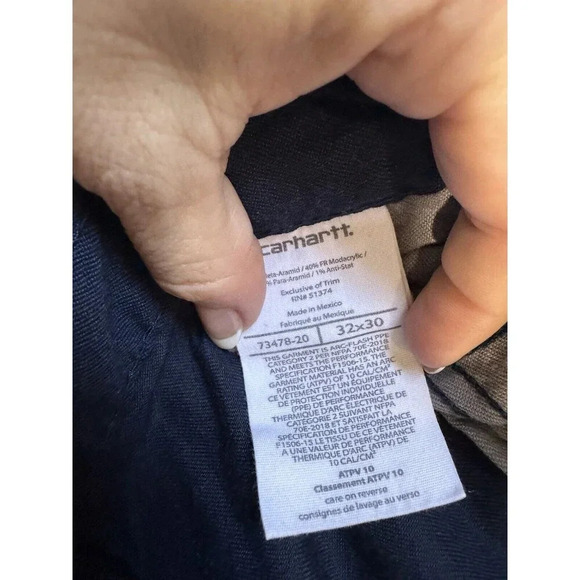 carhartt.
-Aramid / 40% FR Modacrylic /
% Para-Aramid / 1% Anti-Stat
Exclusive of Trim
RN# 51374
Made in Mexico
Fabriqué au Mexique
7347B-20 32x30
THIS GARMENT IS ARC-FLASH PPE
CATEGORY 2 PER NFPA 70E-2018
AND MEETS THE PERFORMANCE
SPECIFICATION F1506-15. THE
GARMENT MATERIAL HAS AN ARC
RATING (ATPV) OF 10 CAL/CM²
CE VÊTEMENT EST UN ÉQUIPEMENT
DE PROTECTION INDIVIDUELLE
(PPE) DE PERFORMANCE
THERMIQUE D'ARC ÉLECTRIQUE DE
CATÉGORIE 2 SUIVANT NFPA
70E-2018 ET SATISFAIT LA
SPÉCIFICATION DE PERFORMANCE
F1506-15 LE TISSU DE CE VÊTEMENT
A UNE VALEUR DE PERFORMANCE
THERMIQUE D'ARC (ATPV) DE
10 CAL/CM²
ATPV 10
Classement ATPV 10
care on reverse
consignes de lavage au verso